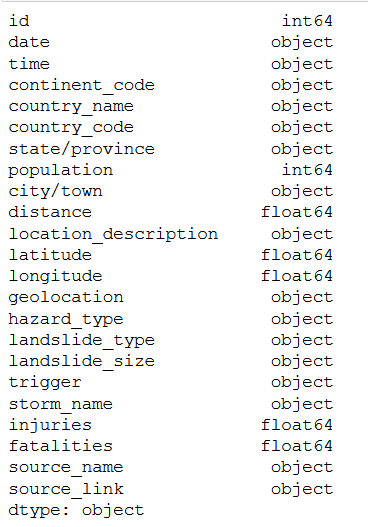 id int64
date object
time object
continent_code object
country_name object
country_code object
state/province object
population int64
city/town object
distance float64
location_description object
latitude float64
longitude float64
geolocation object
hazard_type object
landslide_type object
landslide_size object
trigger object
storm_name object
injuries float64
fatalities float64
source_name object
source_link object
dtype: object